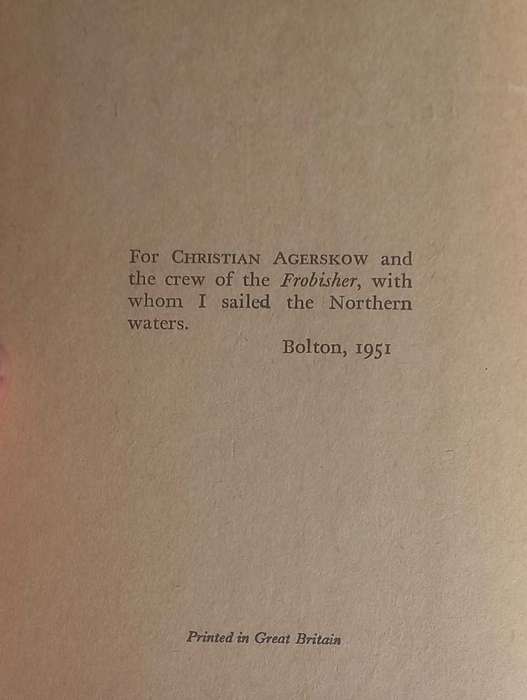 For CHRISTIAN AGERSKOW and
the crew of the Frobisher, with
whom I sailed the Northern
waters.
Bolton, 1951
Printed in Great Britain